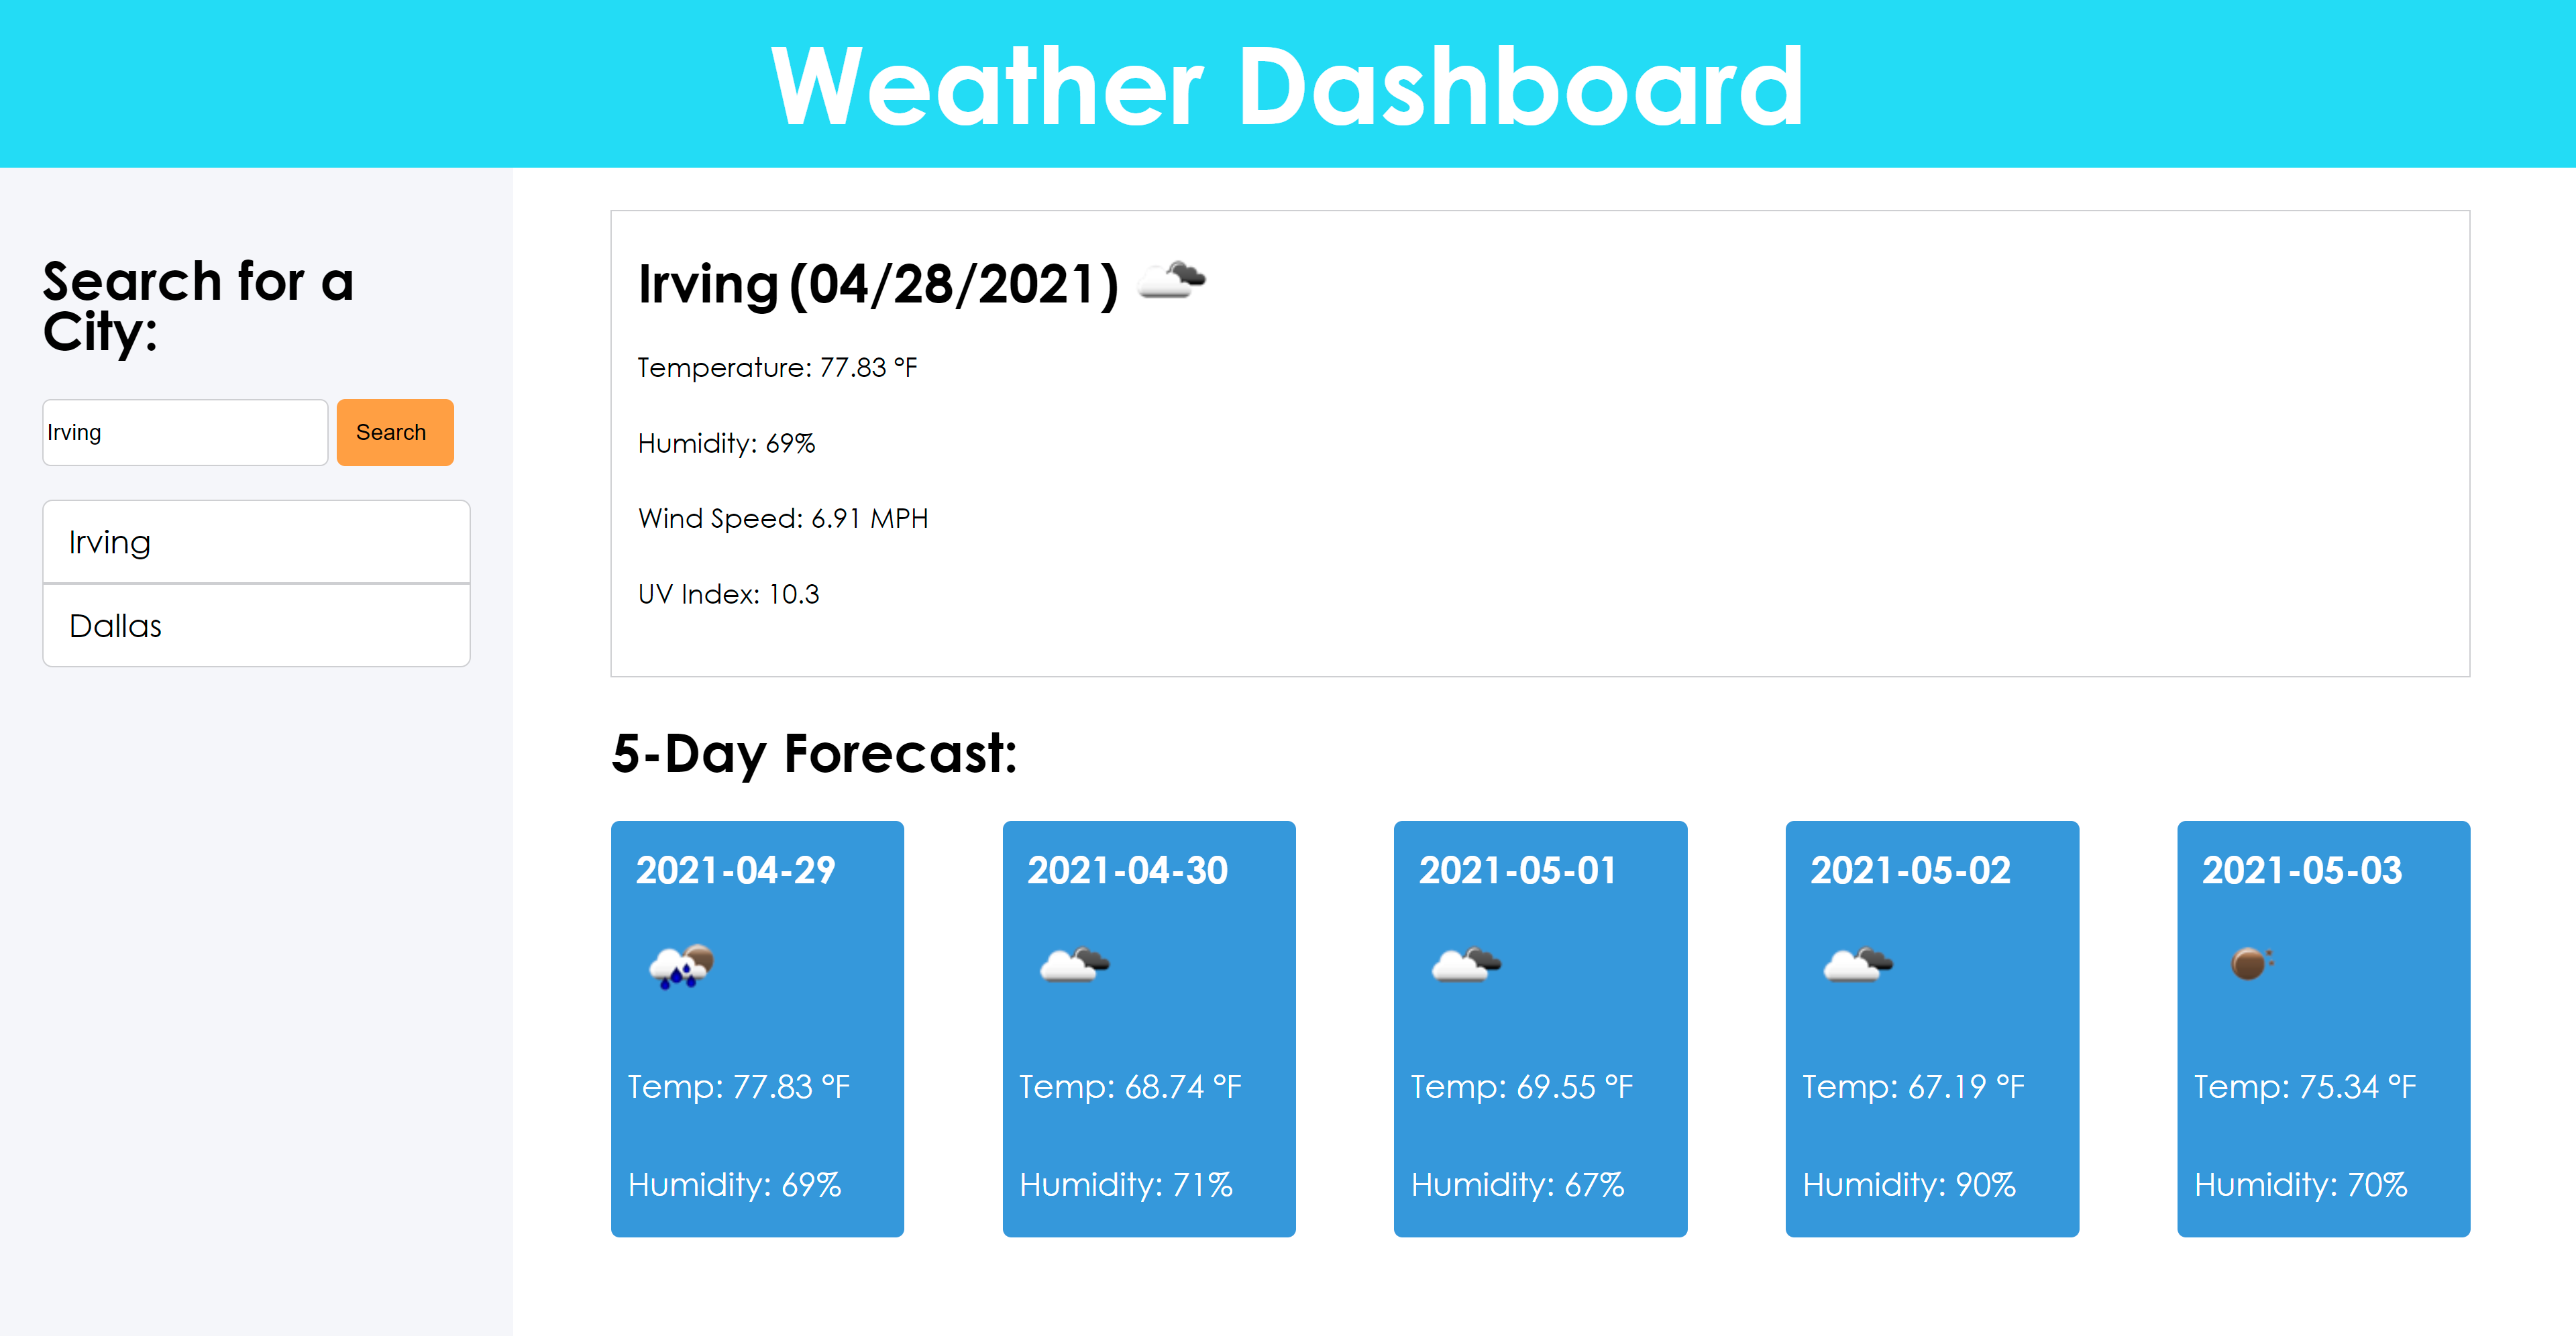 Weather Dashboard
Search for a
City:
Irving
Search
Irving
Dallas
Irving (04/28/2021)
Temperature: 77.83 °F
Humidity: 69%
Wind Speed: 6.91 MPH
UV Index: 10.3
5-Day Forecast:
2021-04-29
Temp: 77.83 °F
Humidity: 69%
2021-04-30
Temp: 68.74 °F
Humidity: 71%
2021-05-01
Temp: 69.55 °F
Humidity: 67%
2021-05-02
Temp: 67.19 °F
Humidity: 90%
2021-05-03
Temp: 75.34 °F
Humidity: 70%